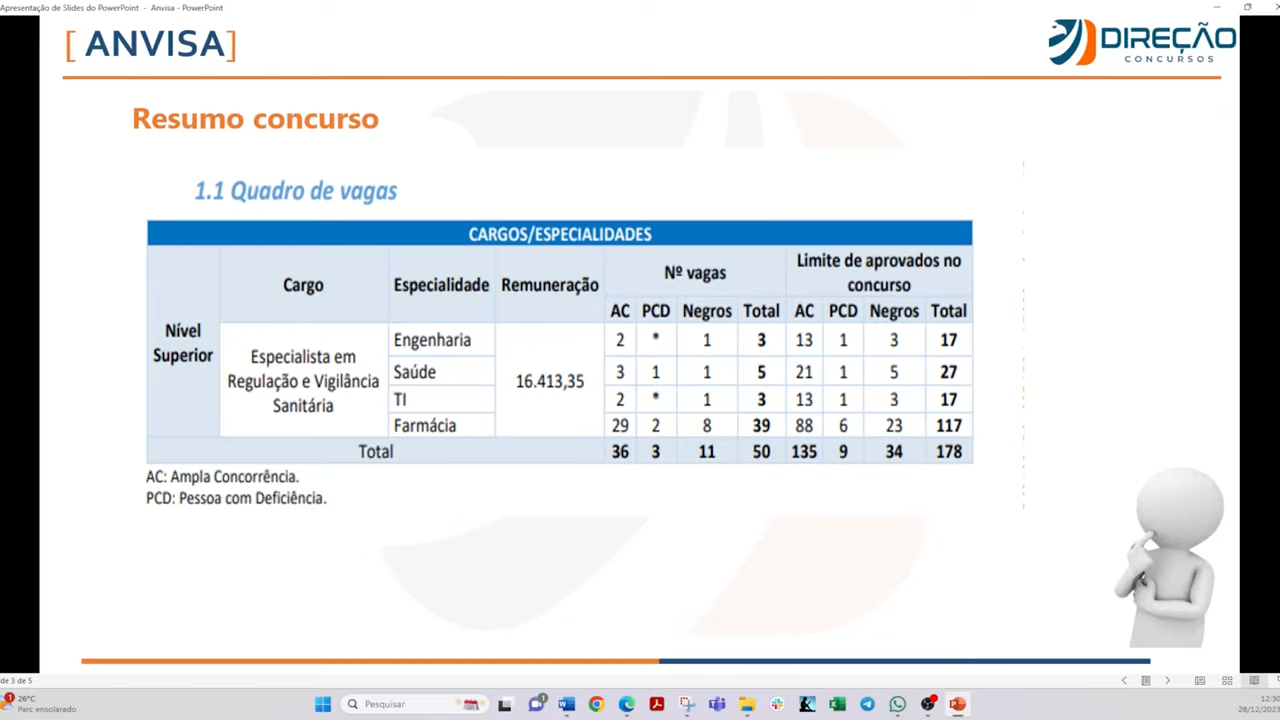 Apresentação de Slides do PowerPoint - Anvisa - PowerPoint
[ ANVISA]
DIREÇÃO
CONCURSOS
Resumo concurso
1.1 Quadro de vagas
CARGOS/ESPECIALIDADES
Nível Superior
Cargo
Especialidade
Remuneração
Nº vagas
Limite de aprovados no
concurso
AC PCD Negros Total AC PCD Negros Total
Especialista em
Regulação e Vigilância
Sanitária
16.413,35
Engenharia 2 * 1 3 13 1 3 17
Saúde 3 1 1 5 21 1 5 27
TI 2 * 1 3 13 1 3 17
Farmácia 29 2 8 39 88 6 23 117
Total 36 3 11 50 135 9 34 178
AC: Ampla Concorrência.
PCD: Pessoa com Deficiência.
de 3 de 5
1
26°C
Parc ensolarado
Pesquisar
1
12:30
28/12/2023